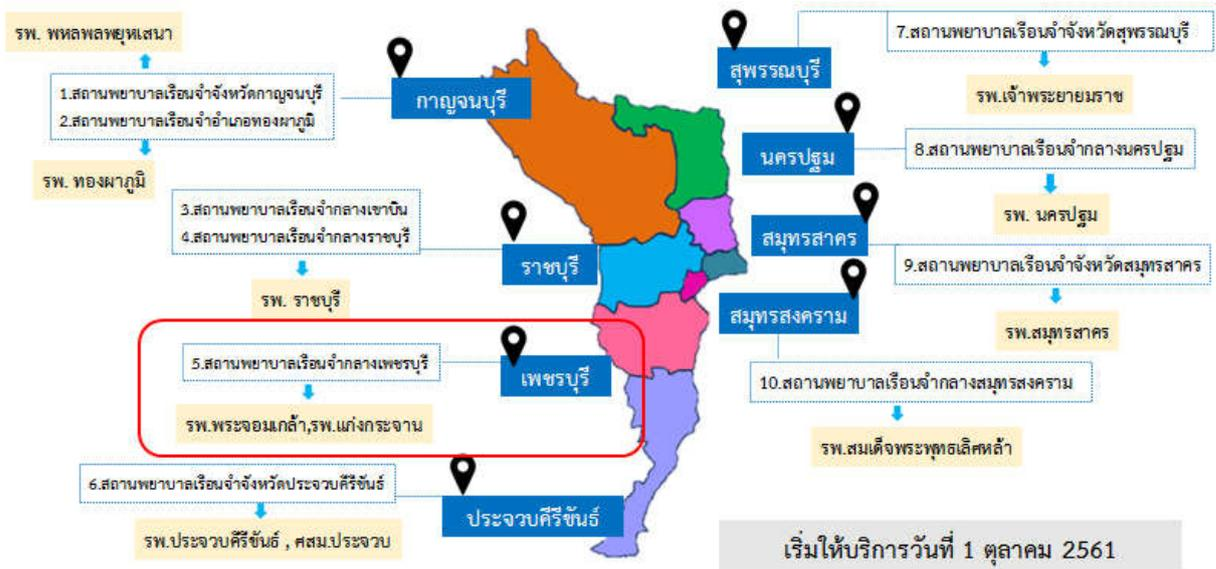 รพ. พหลพลพยุหเสนา
1.สถานพยาบาลเรือนจำจังหวัดกาญจนบุรี
2.สถานพยาบาลเรือนจำอำเภอทองผาภูมิ
รพ. ทองผาภูมิ
กาญจนบุรี
3.สถานพยาบาลเรือนจำกลางเขาบิน
4.สถานพยาบาลเรือนจำกลางราชบุรี
รพ. ราชบุรี
ราชบุรี
5.สถานพยาบาลเรือนจำกลางเพชรบุรี
รพ.พระจอมเกล้า,รพ.แก่งกระจาน
เพชรบุรี
6.สถานพยาบาลเรือนจำจังหวัดประจวบคีรีขันธ์
รพ.ประจวบคีรีขันธ์ , ศสม.ประจวบ
ประจวบคีรีขันธ์
สุพรรณบุรี
7.สถานพยาบาลเรือนจำจังหวัดสุพรรณบุรี
รพ.เจ้าพระยายมราช
นครปฐม
8.สถานพยาบาลเรือนจำกลางนครปฐม
รพ. นครปฐม
สมุทรสาคร
9.สถานพยาบาลเรือนจำจังหวัดสมุทรสาคร
รพ.สมุทรสาคร
สมุทรสงคราม
10.สถานพยาบาลเรือนจำกลางสมุทรสงคราม
รพ.สมเด็จพระพุทธเลิศหล้า
เริ่มให้บริการวันที่ 1 ตุลาคม 2561